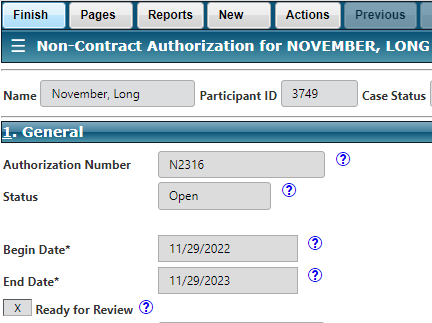 Finish Pages Reports New Actions Previous
☰ Non-Contract Authorization for NOVEMBER, LONG
Name November, Long Participant ID 3749 Case Status
1. General
Authorization Number N2316 ?
Status Open ?
Begin Date* 11/29/2022 ?
End Date* 11/29/2023 ?
X Ready for Review ?